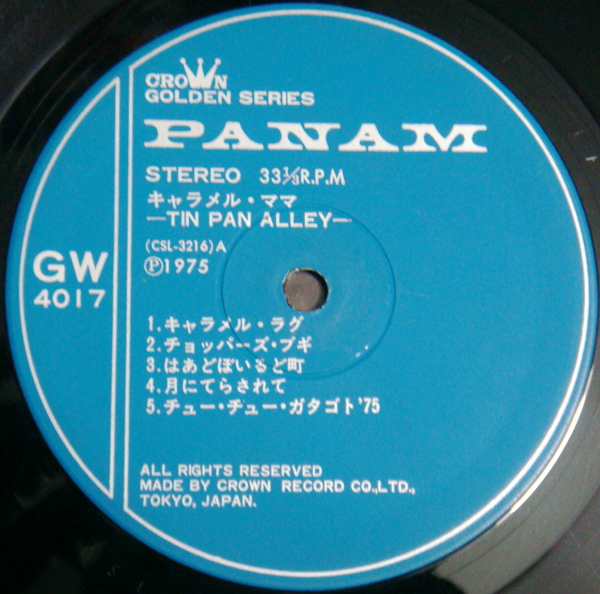 CROWN
GOLDEN SERIES
PANAM
STEREO 33⅓R.P.M
キャラメル・ママ
—TIN PAN ALLEY—
(CSL-3216)A
Ⓟ1975
GW
4017
1.キャラメル・ラグ
2.チョッパーズ・ブギ
3.はあどぼいるど町
4.月にてらされて
5.チュー・チュー・ガタゴト'75
ALL RIGHTS RESERVED
MADE BY CROWN RECORD CO.,LTD.,
TOKYO, JAPAN.